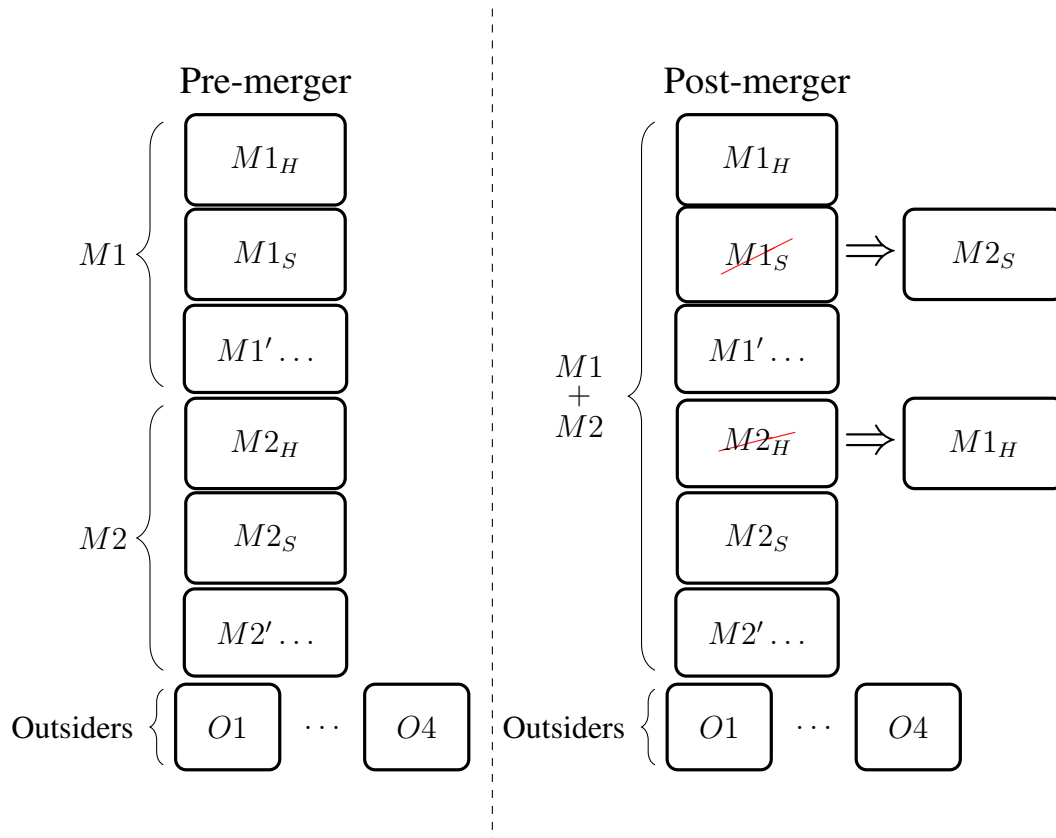 Pre-merger
M1
M1_H
M1_S
M1′ …
M2
M2_H
M2_S
M2′ …
Outsiders O1 … O4
Post-merger
M1
+
M2
M1_H
M1_S ⇒ M2_S
M1′ …
M2_H ⇒ M1_H
M2_S
M2′ …
Outsiders O1 … O4